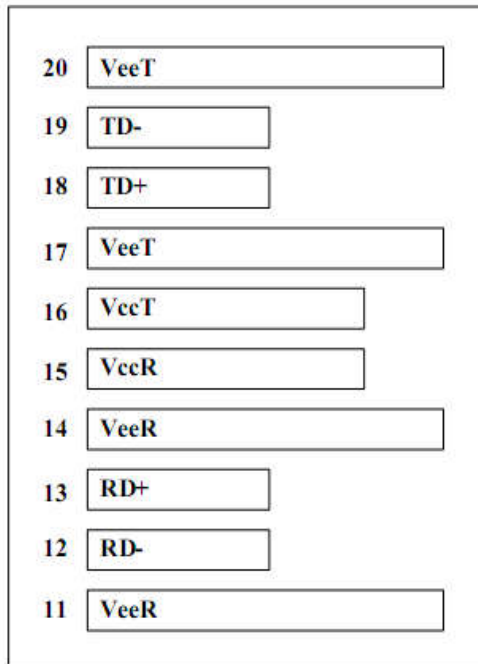 20 VeeT
19 TD-
18 TD+
17 VeeT
16 VccT
15 VccR
14 VeeR
13 RD+
12 RD-
11 VeeR